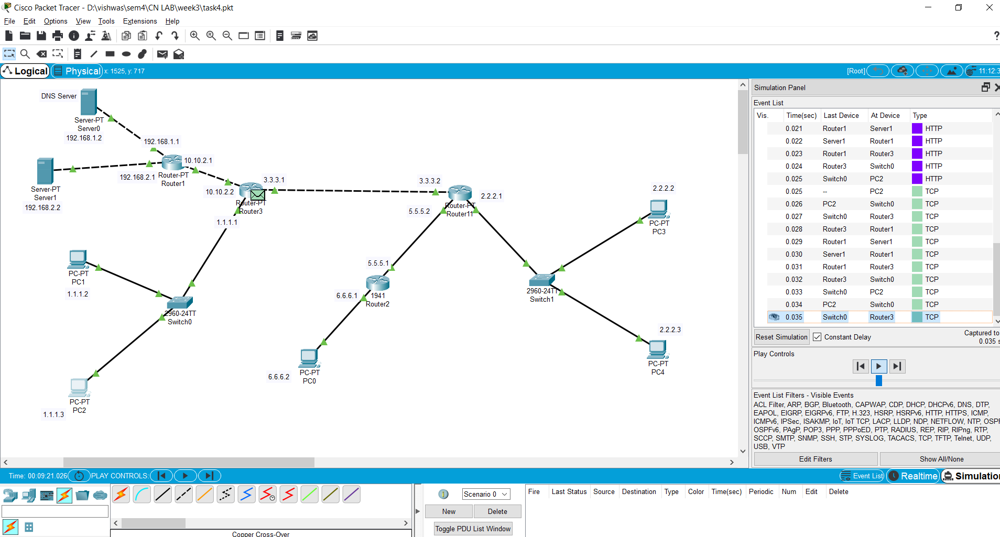 Cisco Packet Tracer - D:\vishwas\sem4\CN LAB\week3\task4.pkt
File Edit Options View Tools Extensions Help
?
Logical Physical x: 1525, y: 717 [Root] 11:12:3
DNS Server
Server-PT
Server0
192.168.1.2
192.168.1.1
10.10.2.1
192.168.2.1
Router-PT
Router1
Server-PT
Server1
192.168.2.2
10.10.2.2
3.3.3.1
Router-PT
Router3
1.1.1.1
3.3.3.2
Router-PT
Router11
2.2.2.1
5.5.5.2
2.2.2.2
PC-PT
PC3
PC-PT
PC1
1.1.1.2
2960-24TT
Switch0
5.5.5.1
6.6.6.1
1941
Router2
2960-24TT
Switch1
2.2.2.3
PC-PT
PC4
6.6.6.2
PC-PT
PC0
PC-PT
PC2
1.1.1.3
Simulation Panel
Event List
Vis. Time(sec) Last Device At Device Type
0.021 Router1 Server1 HTTP
0.022 Server1 Router1 HTTP
0.023 Router1 Router3 HTTP
0.024 Router3 Switch0 HTTP
0.025 Switch0 PC2 HTTP
0.025 -- PC2 TCP
0.026 PC2 Switch0 TCP
0.027 Switch0 Router3 TCP
0.028 Router3 Router1 TCP
0.029 Router1 Server1 TCP
0.030 Server1 Router1 TCP
0.031 Router1 Router3 TCP
0.032 Router3 Switch0 TCP
0.033 Switch0 PC2 TCP
0.034 PC2 Switch0 TCP
0.035 Switch0 Router3 TCP
Reset Simulation Constant Delay Captured to
0.035 s
Play Controls
Event List Filters - Visible Events
ACL Filter, ARP, BGP, Bluetooth, CAPWAP, CDP, DHCP, DHCPv6, DNS, DTP,
EAPOL, EIGRP, EIGRPv6, FTP, H.323, HSRP, HSRPv6, HTTP, HTTPS, ICMP,
ICMPv6, IPSec, ISAKMP, IoT, IoT TCP, LACP, LLDP, NDP, NETFLOW, NTP, OSPF
OSPFv6, PAgP, POP3, PPP, PPPoED, PTP, RADIUS, REP, RIP, RIPng, RTP,
SCCP, SMTP, SNMP, SSH, STP, SYSLOG, TACACS, TCP, TFTP, Telnet, UDP,
USB, VTP
Edit Filters Show All/None
Time: 00:09:21.026 PLAY CONTROLS: Event List Realtime Simulation
Scenario 0
New Delete
Toggle PDU List Window
Fire Last Status Source Destination Type Color Time(sec) Periodic Num Edit Delete
Copper Cross-Over